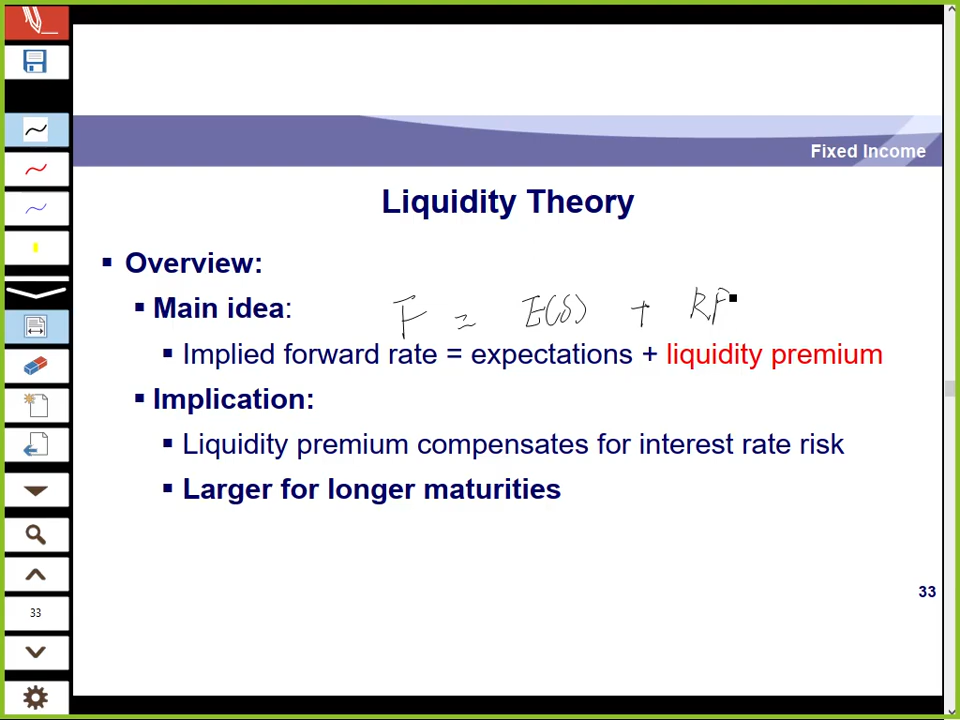 Fixed Income
Liquidity Theory
▪ Overview:
▪ Main idea:
F = E(S) + RP
▪ Implied forward rate = expectations + liquidity premium
▪ Implication:
▪ Liquidity premium compensates for interest rate risk
▪ Larger for longer maturities
33
33